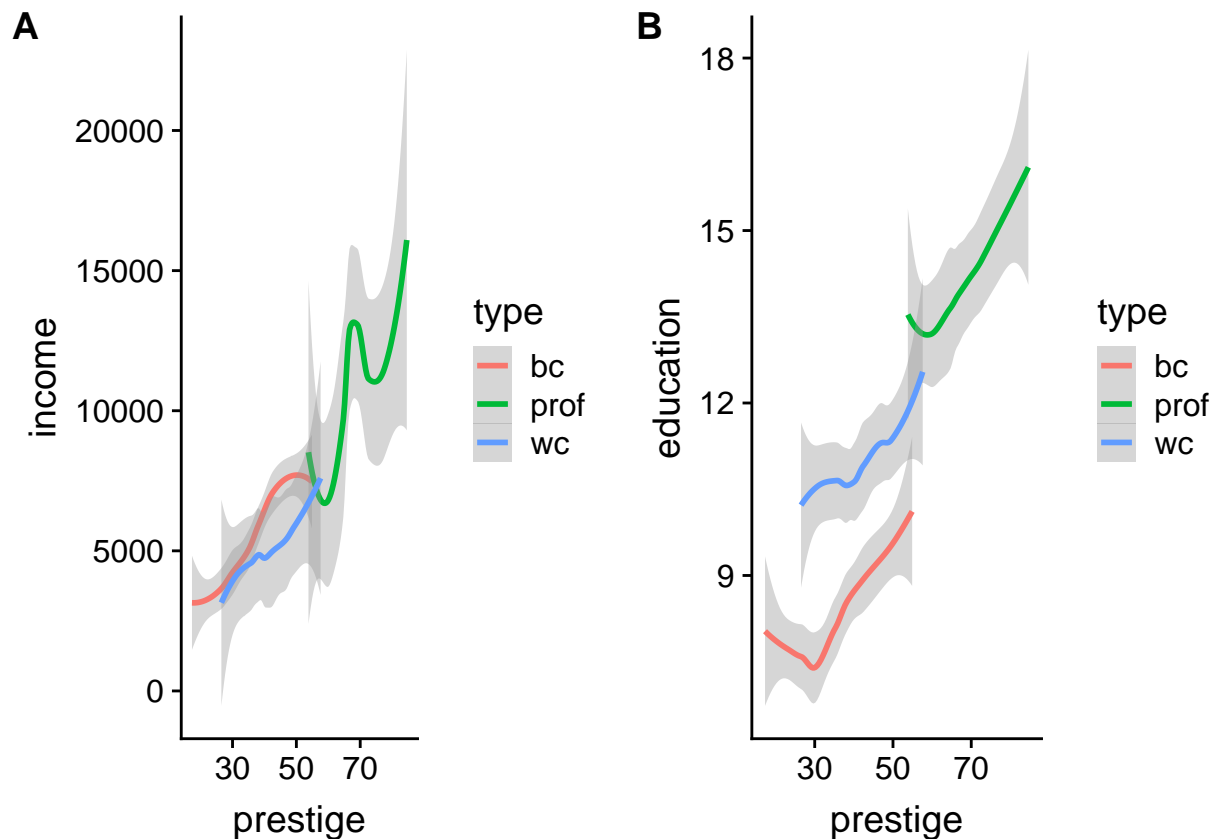 A
income
20000
15000
10000
5000
0
30 50 70
prestige
type
bc
prof
wc
B
education
18
15
12
9
30 50 70
prestige
type
bc
prof
wc